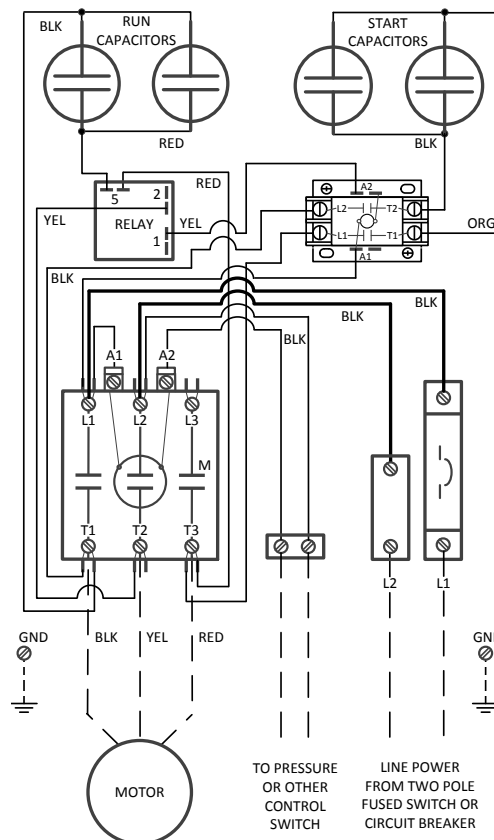 BLK
RUN
CAPACITORS
START
CAPACITORS
RED
BLK
5
2
RED
YEL
RELAY
YEL
1
A2
L2
T2
L1
T1
A1
ORG
BLK
BLK
BLK
BLK
A1
A2
L1
L2
L3
M
T1
T2
T3
L2
L1
GND
BLK
YEL
RED
GN
MOTOR
TO PRESSURE
OR OTHER
CONTROL
SWITCH
LINE POWER
FROM TWO POLE
FUSED SWITCH OR
CIRCUIT BREAKER